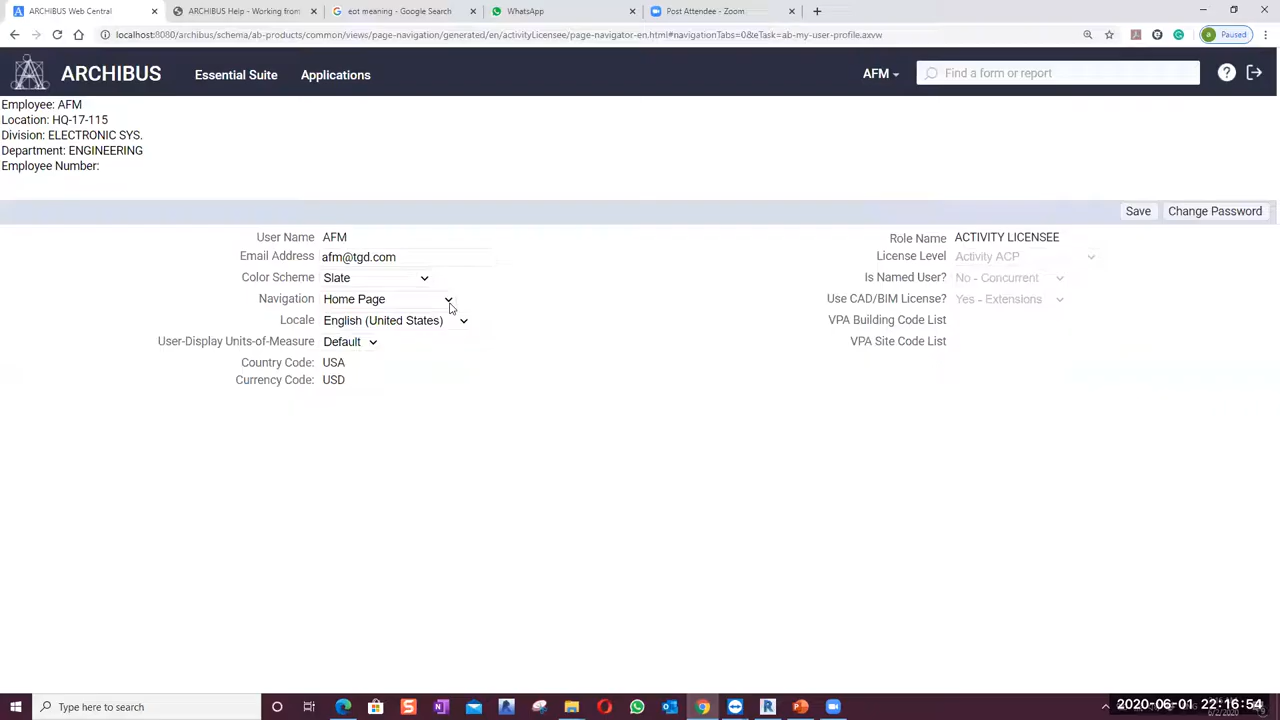 ARCHIBUS Web Central
ARCHIBUS Help - Working from
eot meaning - Google Search
WhatsApp
Post Attendee - Zoom
localhost:8080/archibus/schema/ab-products/common/views/page-navigation/generated/en/activityLicensee/page-navigator-en.html#navigationTabs=0&eTask=ab-my-user-profile.axvw
a Paused
ARCHIBUS Essential Suite Applications AFM Find a form or report
Employee: AFM
Location: HQ-17-115
Division: ELECTRONIC SYS.
Department: ENGINEERING
Employee Number:
Save Change Password
User Name AFM
Email Address afm@tgd.com
Color Scheme Slate
Navigation Home Page
Locale English (United States)
User-Display Units-of-Measure Default
Country Code: USA
Currency Code: USD
Role Name ACTIVITY LICENSEE
License Level Activity ACP
Is Named User? No - Concurrent
Use CAD/BIM License? Yes - Extensions
VPA Building Code List
VPA Site Code List
Type here to search
2020-06-01 22:16:54